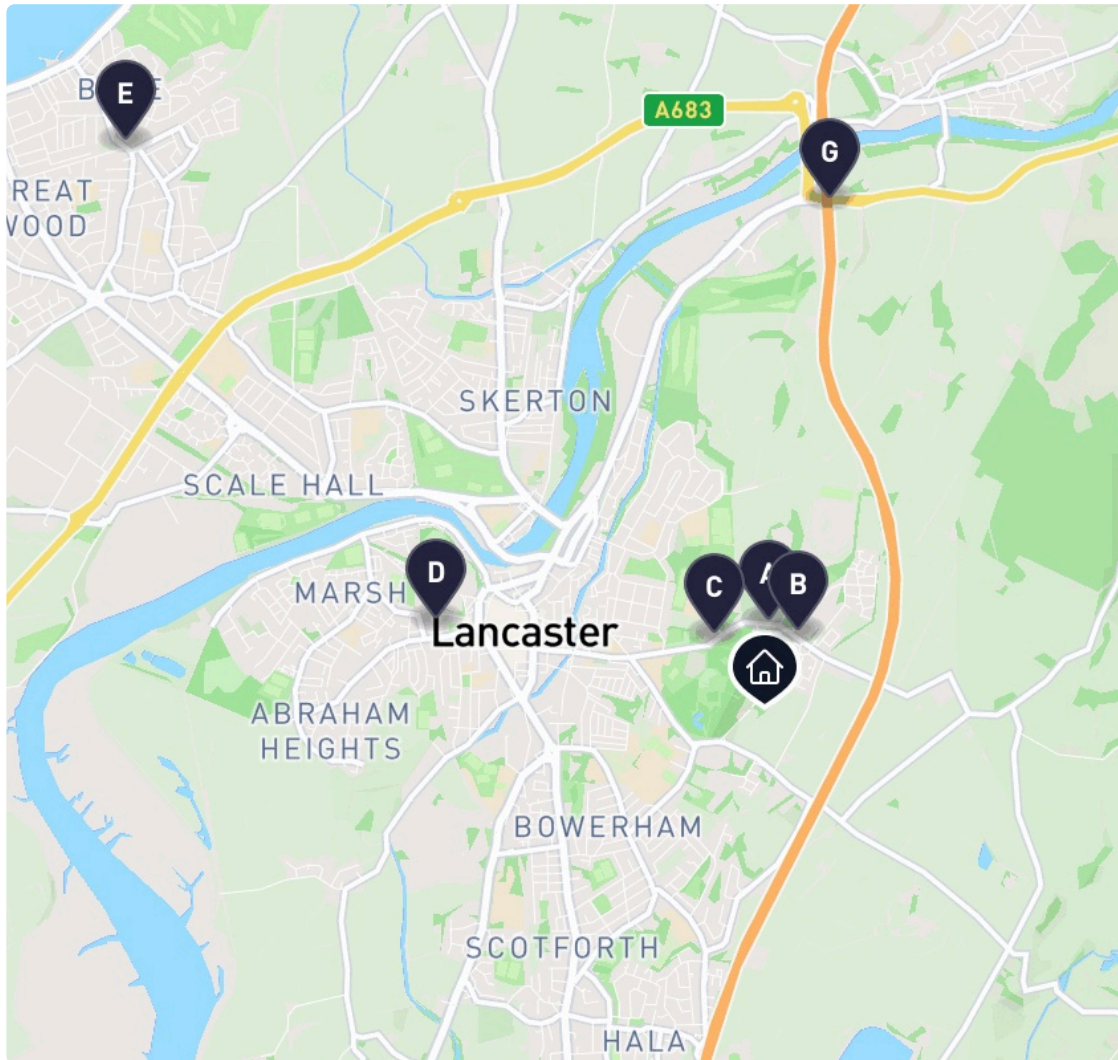 E
A683
G
REAT
WOOD
SKERTON
SCALE HALL
D
MARSH
C
A
B
Lancaster
ABRAHAM
HEIGHTS
BOWERHAM
SCOTFORTH
HALA